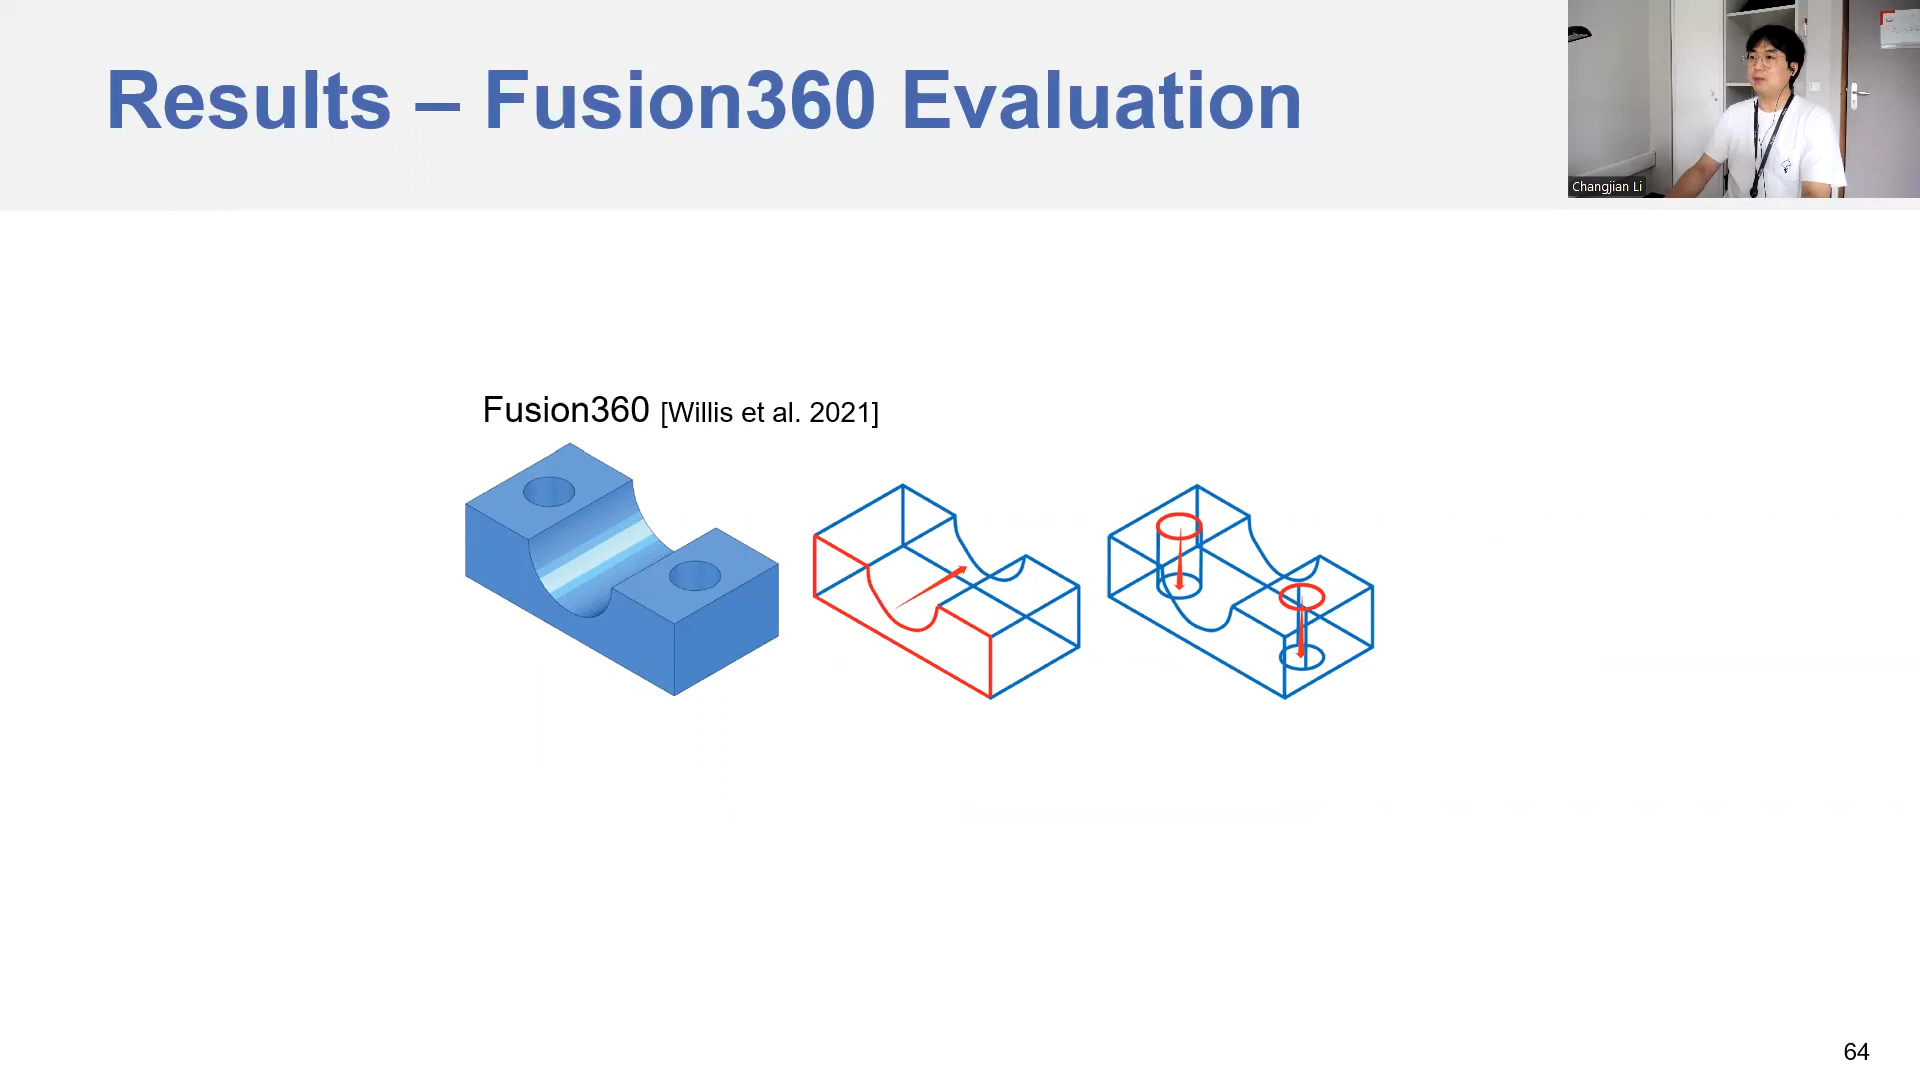 Results – Fusion360 Evaluation
Changjian Li
Fusion360 [Willis et al. 2021]
64